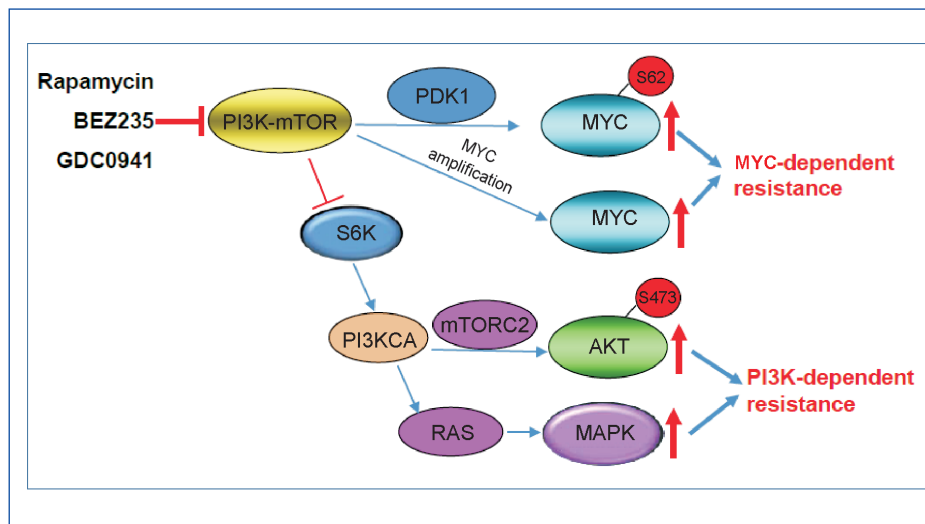 Rapamycin
BEZ235
GDC0941
PI3K-mTOR
PDK1
MYC
amplification
S62
MYC
MYC
MYC-dependent
resistance
S6K
PI3KCA
mTORC2
S473
AKT
RAS
MAPK
PI3K-dependent
resistance